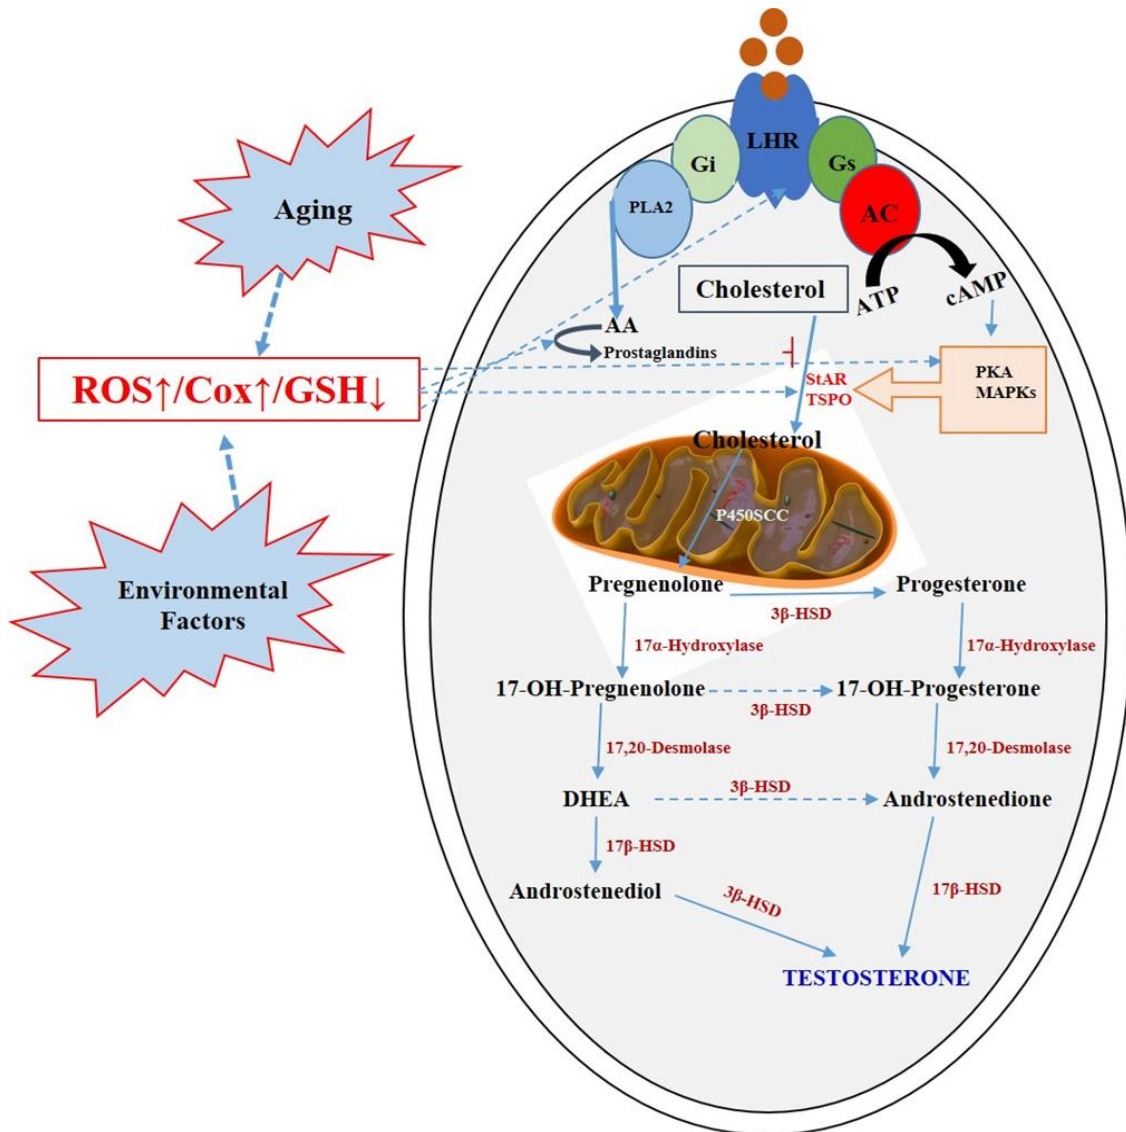 LHR
Gi
Gs
PLA2
AC
Aging
Cholesterol
ATP
cAMP
AA
Prostaglandins
ROS↑/Cox↑/GSH↓
StAR
TSPO
PKA
MAPKs
Cholesterol
P450SCC
Environmental
Factors
Pregnenolone
Progesterone
3β-HSD
17α-Hydroxylase
17α-Hydroxylase
17-OH-Pregnenolone
17-OH-Progesterone
3β-HSD
17,20-Desmolase
17,20-Desmolase
3β-HSD
DHEA
Androstenedione
17β-HSD
Androstenediol
3β-HSD
17β-HSD
TESTOSTERONE